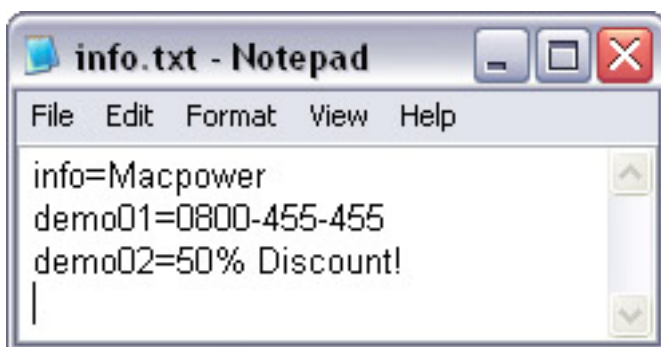 info.txt - Notepad
File Edit Format View Help
info=Macpower
demo01=0800-455-455
demo02=50% Discount!